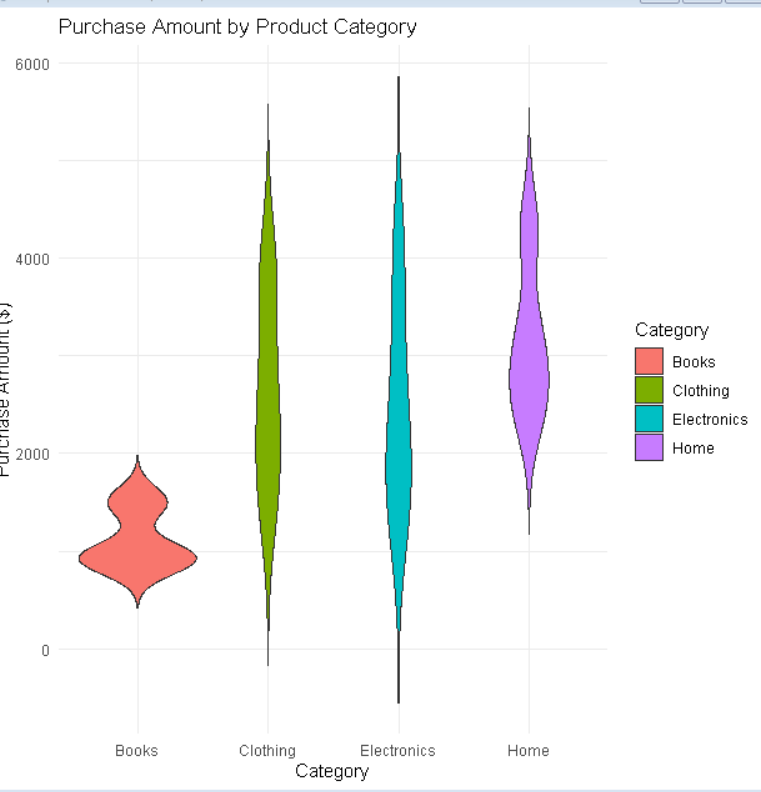 Purchase Amount by Product Category
6000
4000
2000
0
Purchase Amount ($)
Books
Clothing
Electronics
Home
Category
Category
Books
Clothing
Electronics
Home